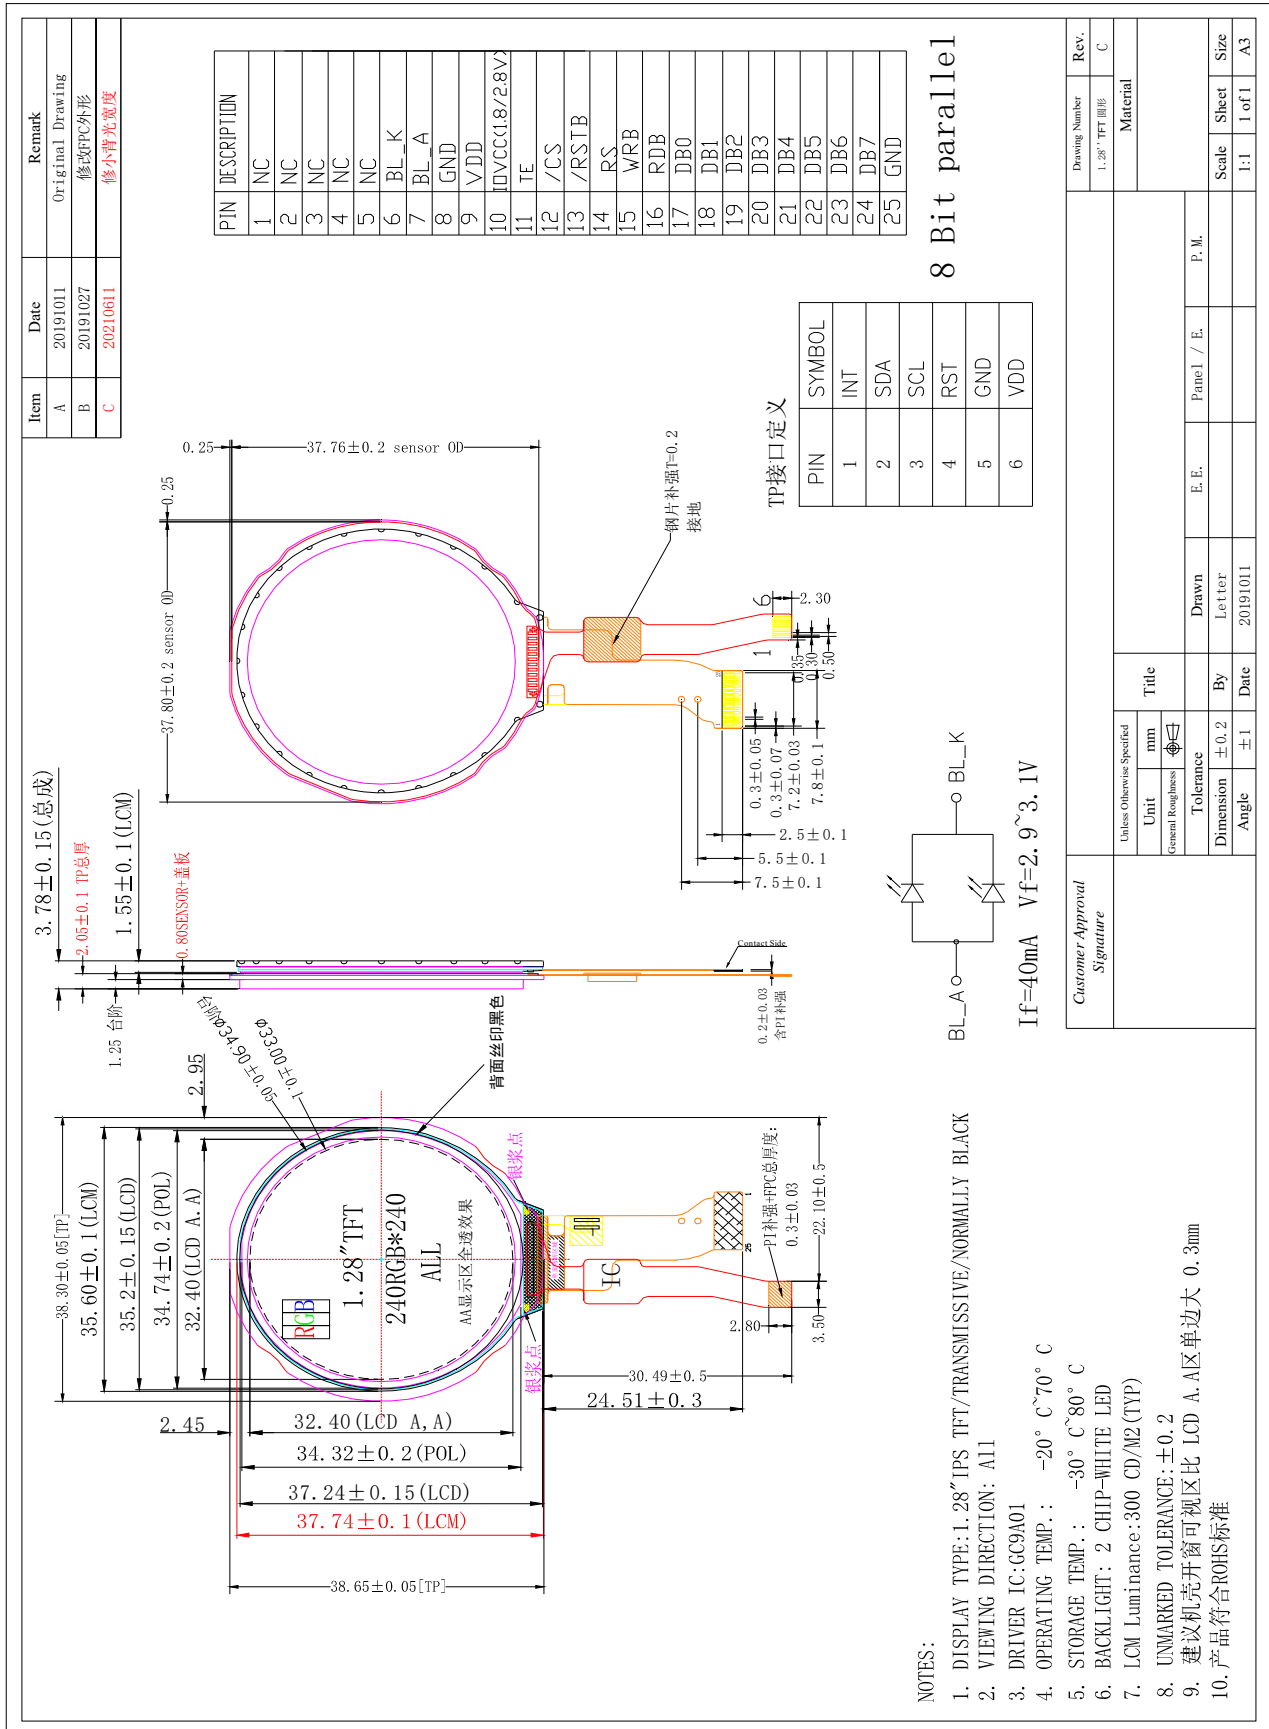 Item Date Remark
A 20191011 Original Drawing
B 20191027 修改FPC外形
C 20210611 修小背光宽度
38.30±0.05[TP]
35.60±0.1(LCM)
35.2±0.15(LCD)
34.74±0.2(POL)
32.40(LCD A.A)
2.95
台阶Ø34.90±0.05
Ø33.00±0.1
背面丝印黑色
RGB
1.28"TFT
240RGB*240
ALL
AA显示区全透效果
银浆点
银浆点
2.45
32.40(LCD A,A)
34.32±0.2(POL)
37.24±0.15(LCD)
37.74±0.1(LCM)
38.65±0.05[TP]
IC
25
1
PI补强+FPC总厚度:
0.3±0.03
22.10±0.5
2.80
3.50
30.49±0.5
24.51±0.3
3.78±0.15(总成)
2.05±0.1 TP总厚
1.55±0.1(LCM)
0.80SENSOR+盖板
1.25 台阶
Contact Side
0.2±0.03
含PI补强
0.25
37.76±0.2 sensor OD
37.80±0.2 sensor OD
0.25
钢片补强T=0.2
接地
1
6
2.30
0.35
0.30
0.50
0.3±0.05
0.3±0.07
7.2±0.03
7.8±0.1
2.5±0.1
5.5±0.1
7.5±0.1
PIN DESCRIPTION
1 NC
2 NC
3 NC
4 NC
5 NC
6 BL_K
7 BL_A
8 GND
9 VDD
10 IOVCC(1.8/2.8V)
11 TE
12 /CS
13 /RSTB
14 RS
15 WRB
16 RDB
17 DB0
18 DB1
19 DB2
20 DB3
21 DB4
22 DB5
23 DB6
24 DB7
25 GND
8 Bit parallel
TP接口定义
PIN SYMBOL
1 INT
2 SDA
3 SCL
4 RST
5 GND
6 VDD
BL_A
BL_K
If=40mA Vf=2.9~3.1V
NOTES:
1. DISPLAY TYPE:1.28"IPS TFT/TRANSMISSIVE/NORMALLY BLACK
2. VIEWING DIRECTION: All
3. DRIVER IC:GC9A01
4. OPERATING TEMP.: -20° C~70° C
5. STORAGE TEMP.: -30° C~80° C
6. BACKLIGHT: 2 CHIP-WHITE LED
7. LCM Luminance:300 CD/M2(TYP)
8. UNMARKED TOLERANCE:±0.2
9. 建议机壳开窗可视区比 LCD A.A区单边大 0.3mm
10. 产品符合ROHS标准
Customer Approval
Signature
Unless Otherwise Specified
Unit mm
General Roughness
Tolerance
Dimension ±0.2
Angle ±1
Title
By
Date
Drawn E.E. Panel / E. P.M.
Letter
20191011
Drawing Number Rev.
1.28'' TFT 圆形 C
Material
Scale Sheet Size
1:1 1 of 1 A3